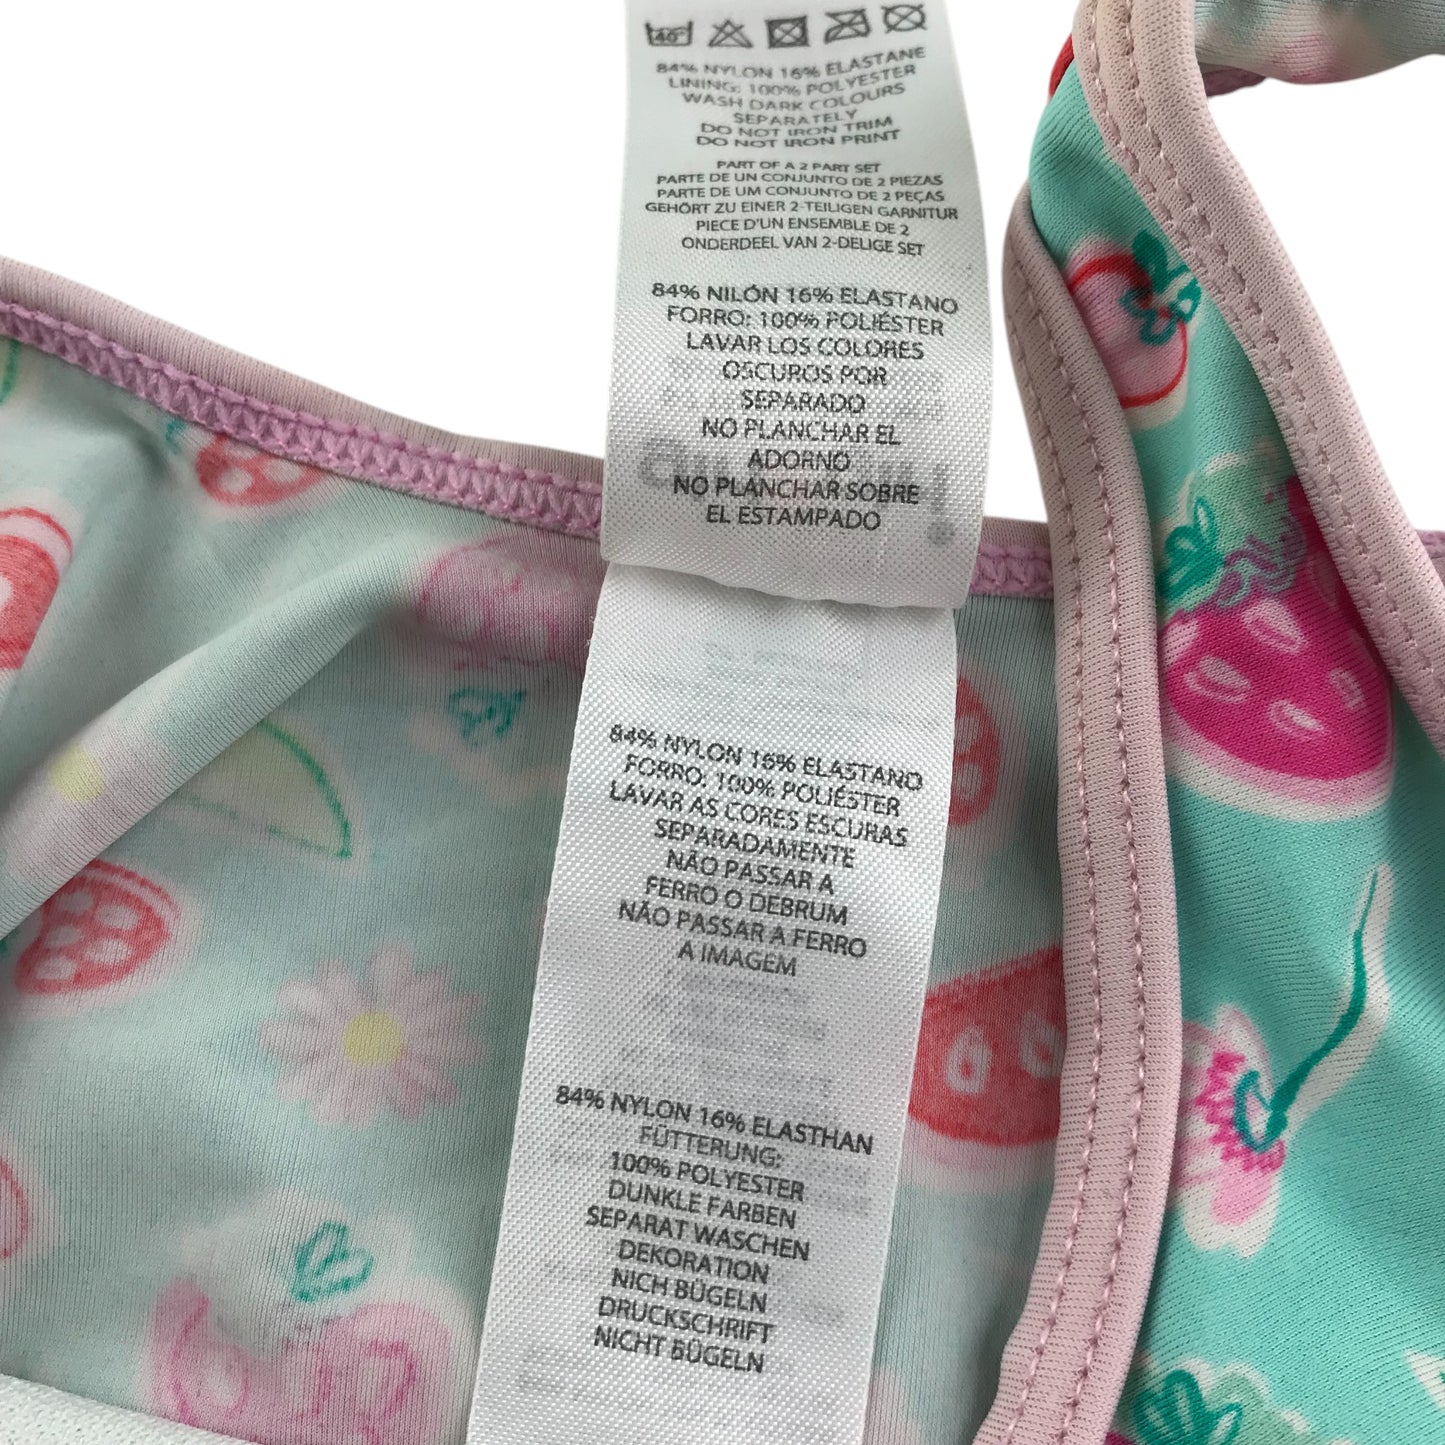 40°
84% NYLON 16% ELASTANE
LINING: 100% POLYESTER
WASH DARK COLOURS
SEPARATELY
DO NOT IRON TRIM
DO NOT IRON PRINT
PART OF A 2 PART SET
PARTE DE UN CONJUNTO DE 2 PIEZAS
PARTE DE UM CONJUNTO DE 2 PEÇAS
GEHÖRT ZU EINER 2-TEILIGEN GARNITUR
PIECE D'UN ENSEMBLE DE 2
ONDERDEEL VAN 2-DELIGE SET
84% NILÓN 16% ELASTANO
FORRO: 100% POLIÉSTER
LAVAR LOS COLORES
OSCUROS POR
SEPARADO
NO PLANCHAR EL
ADORNO
NO PLANCHAR SOBRE
EL ESTAMPADO
84% NYLON 16% ELASTANO
FORRO: 100% POLIÉSTER
LAVAR AS CORES ESCURAS
SEPARADAMENTE
NÃO PASSAR A
FERRO O DEBRUM
NÃO PASSAR A FERRO
A IMAGEM
84% NYLON 16% ELASTHAN
FÜTTERUNG:
100% POLYESTER
DUNKLE FARBEN
SEPARAT WASCHEN
DEKORATION
NICH BÜGELN
DRUCKSCHRIFT
NICHT BÜGELN